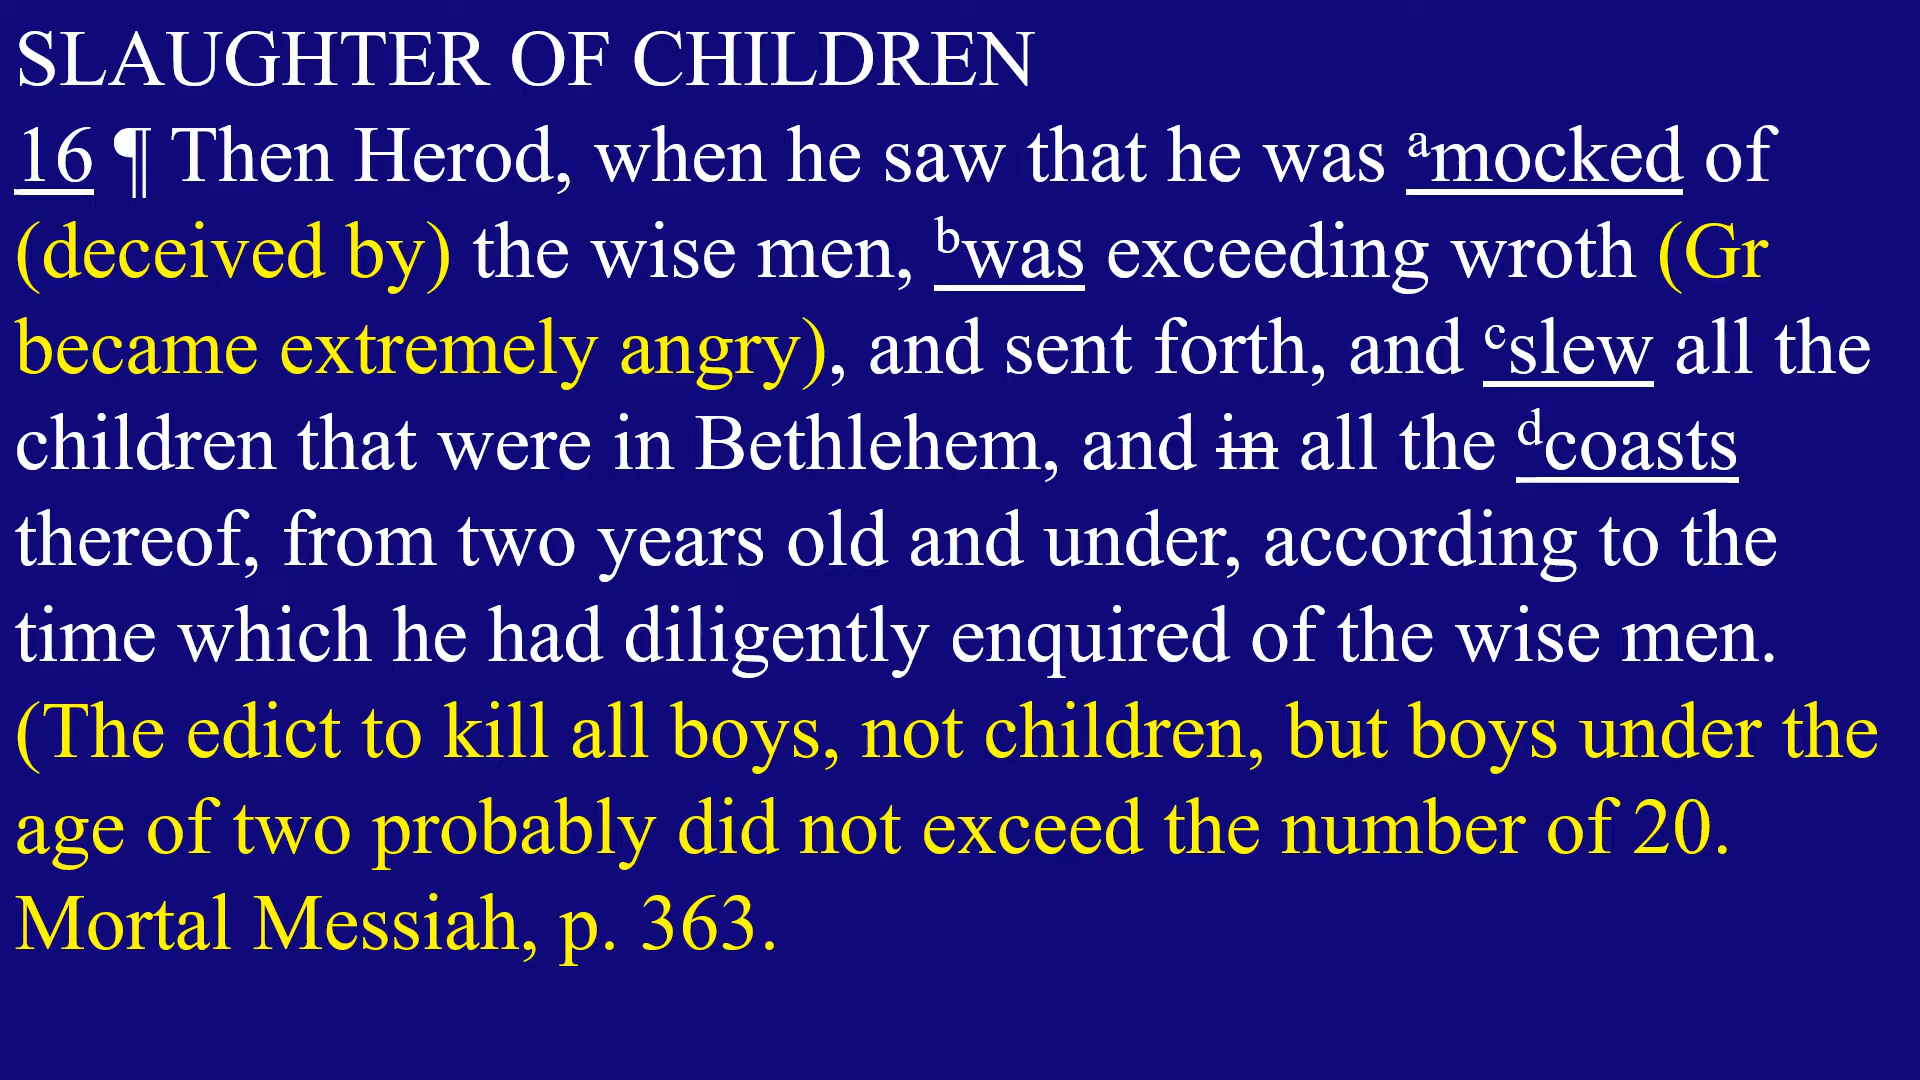 SLAUGHTER OF CHILDREN
16 ¶ Then Herod, when he saw that he was amocked of
(deceived by) the wise men, bwas exceeding wroth (Gr
became extremely angry), and sent forth, and cslew all the
children that were in Bethlehem, and in all the dcoasts
thereof, from two years old and under, according to the
time which he had diligently enquired of the wise men.
(The edict to kill all boys, not children, but boys under the
age of two probably did not exceed the number of 20.
Mortal Messiah, p. 363.